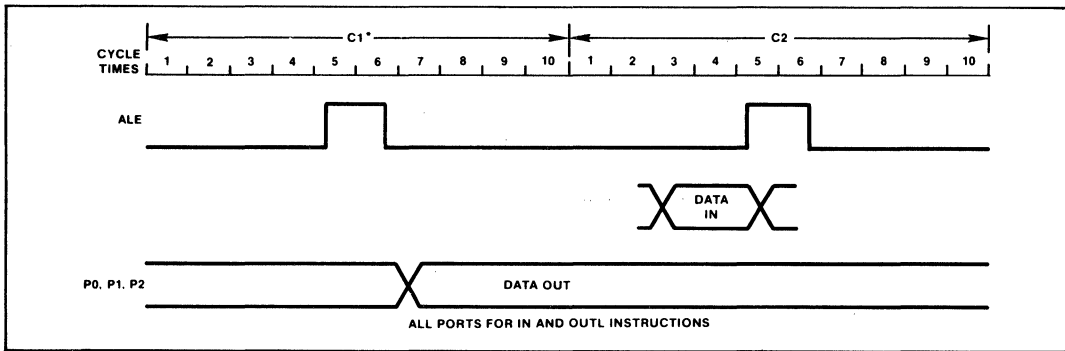 C1* C2
CYCLE TIMES 1 2 3 4 5 6 7 8 9 10 1 2 3 4 5 6 7 8 9 10
ALE
DATA
IN
P0, P1, P2 DATA OUT
ALL PORTS FOR IN AND OUTL INSTRUCTIONS